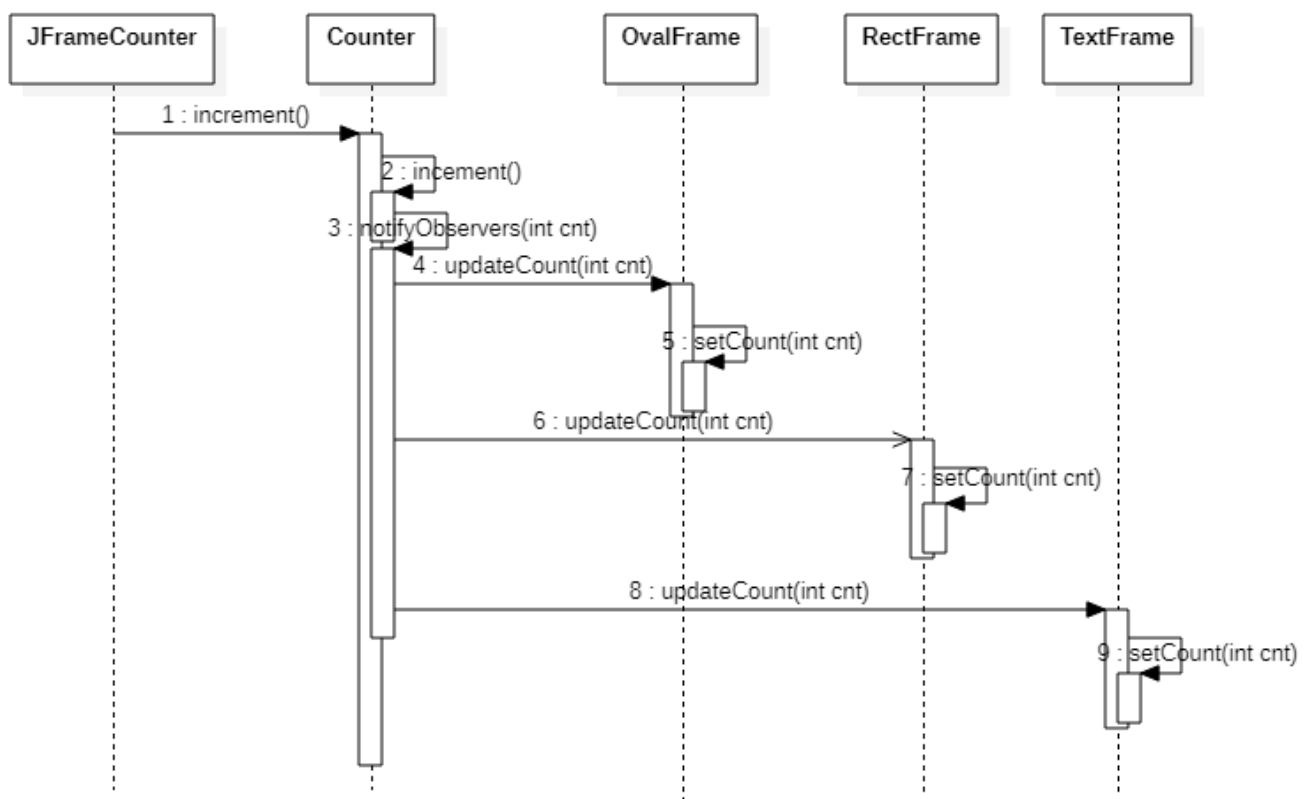 JFrameCounter
Counter
OvalFrame
RectFrame
TextFrame
1 : increment()
2 : incement()
3 : notifyObservers(int cnt)
4 : updateCount(int cnt)
5 : setCount(int cnt)
6 : updateCount(int cnt)
7 : setCount(int cnt)
8 : updateCount(int cnt)
9 : setCount(int cnt)